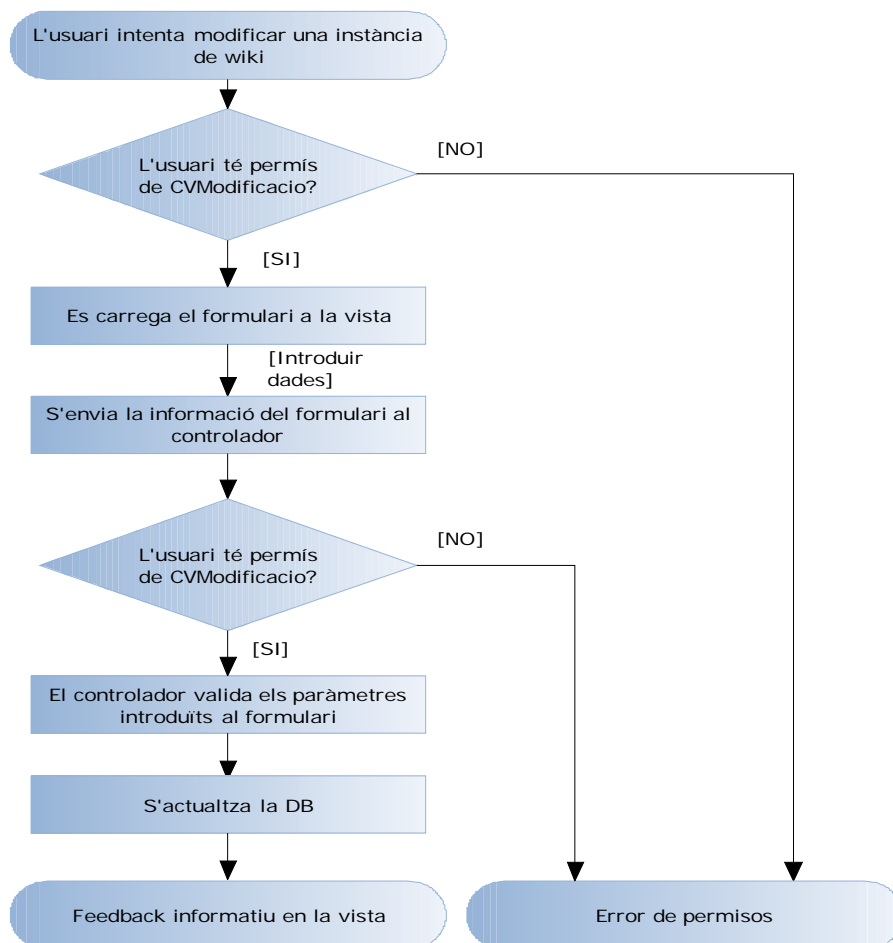 L'usuari intenta modificar una instància
de wiki
L'usuari té permís
de CVModificacio?
[NO]
[SI]
Es carrega el formulari a la vista
[Introduir
dades]
S'envia la informació del formulari al
controlador
L'usuari té permís
de CVModificacio?
[NO]
[SI]
El controlador valida els paràmetres
introduïts al formulari
S'actualtza la DB
Feedback informatiu en la vista
Error de permisos